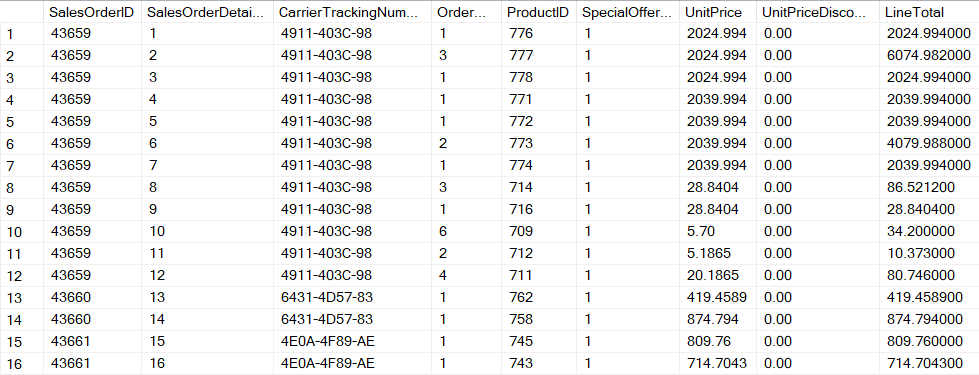 SalesOrderID SalesOrderDetai... CarrierTrackingNum... Order... ProductID SpecialOffer... UnitPrice UnitPriceDisco... LineTotal
1 43659 1 4911-403C-98 1 776 1 2024.994 0.00 2024.994000
2 43659 2 4911-403C-98 3 777 1 2024.994 0.00 6074.982000
3 43659 3 4911-403C-98 1 778 1 2024.994 0.00 2024.994000
4 43659 4 4911-403C-98 1 771 1 2039.994 0.00 2039.994000
5 43659 5 4911-403C-98 1 772 1 2039.994 0.00 2039.994000
6 43659 6 4911-403C-98 2 773 1 2039.994 0.00 4079.988000
7 43659 7 4911-403C-98 1 774 1 2039.994 0.00 2039.994000
8 43659 8 4911-403C-98 3 714 1 28.8404 0.00 86.521200
9 43659 9 4911-403C-98 1 716 1 28.8404 0.00 28.840400
10 43659 10 4911-403C-98 6 709 1 5.70 0.00 34.200000
11 43659 11 4911-403C-98 2 712 1 5.1865 0.00 10.373000
12 43659 12 4911-403C-98 4 711 1 20.1865 0.00 80.746000
13 43660 13 6431-4D57-83 1 762 1 419.4589 0.00 419.458900
14 43660 14 6431-4D57-83 1 758 1 874.794 0.00 874.794000
15 43661 15 4E0A-4F89-AE 1 745 1 809.76 0.00 809.760000
16 43661 16 4E0A-4F89-AE 1 743 1 714.7043 0.00 714.704300